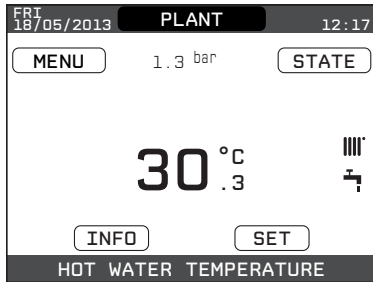 FRI
18/05/2013 PLANT 12:17
MENU 1.3 bar STATE
30.3 °C
INFO SET
HOT WATER TEMPERATURE